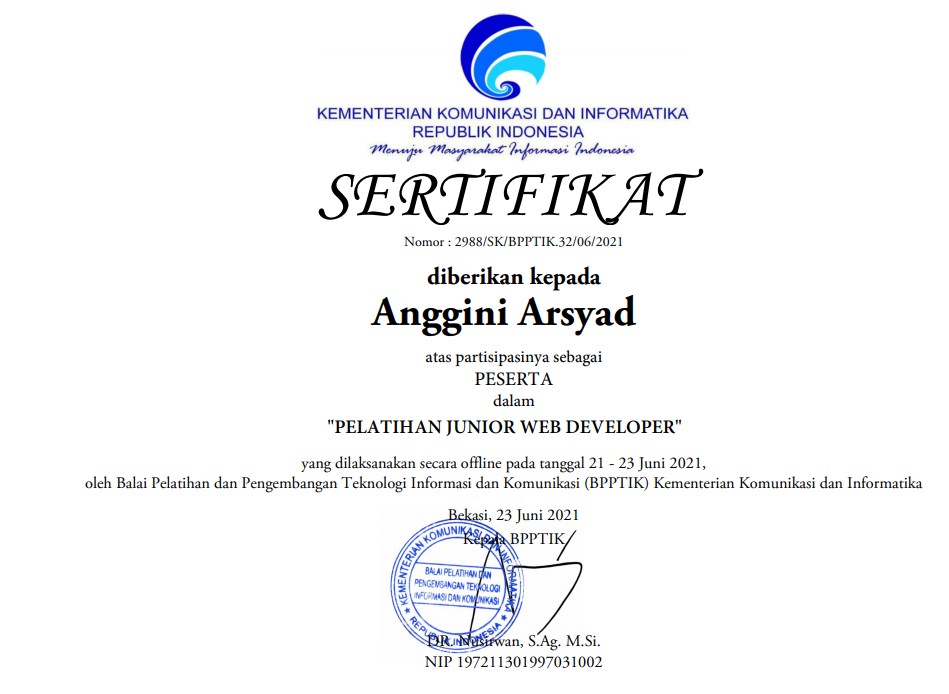 KEMENTERIAN KOMUNIKASI DAN INFORMATIKA
REPUBLIK INDONESIA
Menuju Masyarakat Informasi Indonesia
SERTIFIKAT
Nomor : 2988/SK/BPPTIK.32/06/2021
diberikan kepada
Anggini Arsyad
atas partisipasinya sebagai
PESERTA
dalam
"PELATIHAN JUNIOR WEB DEVELOPER"
yang dilaksanakan secara offline pada tanggal 21 - 23 Juni 2021,
oleh Balai Pelatihan dan Pengembangan Teknologi Informasi dan Komunikasi (BPPTIK) Kementerian Komunikasi dan Informatika
Bekasi, 23 Juni 2021
Kepala BPPTIK
KEMENTERIAN KOMUNIKASI DAN INFORMATIKA
BALAI PELATIHAN DAN
PENGEMBANGAN TEKNOLOGI
INFORMASI DAN KOMUNIKASI
REPUBLIK INDONESIA
DR. Nusirwan, S.Ag. M.Si.
NIP 197211301997031002